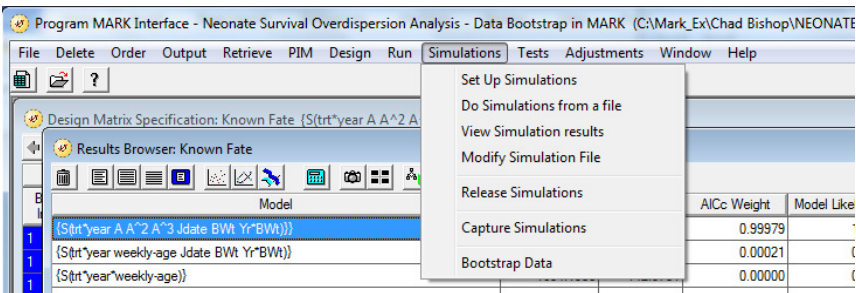 Program MARK Interface - Neonate Survival Overdispersion Analysis - Data Bootstrap in MARK (C:\Mark_Ex\Chad Bishop\NEONATE
File Delete Order Output Retrieve PIM Design Run Simulations Tests Adjustments Window Help
Set Up Simulations
Do Simulations from a file
View Simulation results
Modify Simulation File
Release Simulations
Capture Simulations
Bootstrap Data
Design Matrix Specification: Known Fate {S(trt*year A A^2 A
Results Browser: Known Fate
Model AICc Weight Model Like
{S(trt*year A A^2 A^3 Jdate BWt Yr*BWt)}} 0.99979
{S(trt*year weekly-age Jdate BWt Yr*BWt)} 0.00021
{S(trt*year*weekly-age)} 0.00000
1
1
1